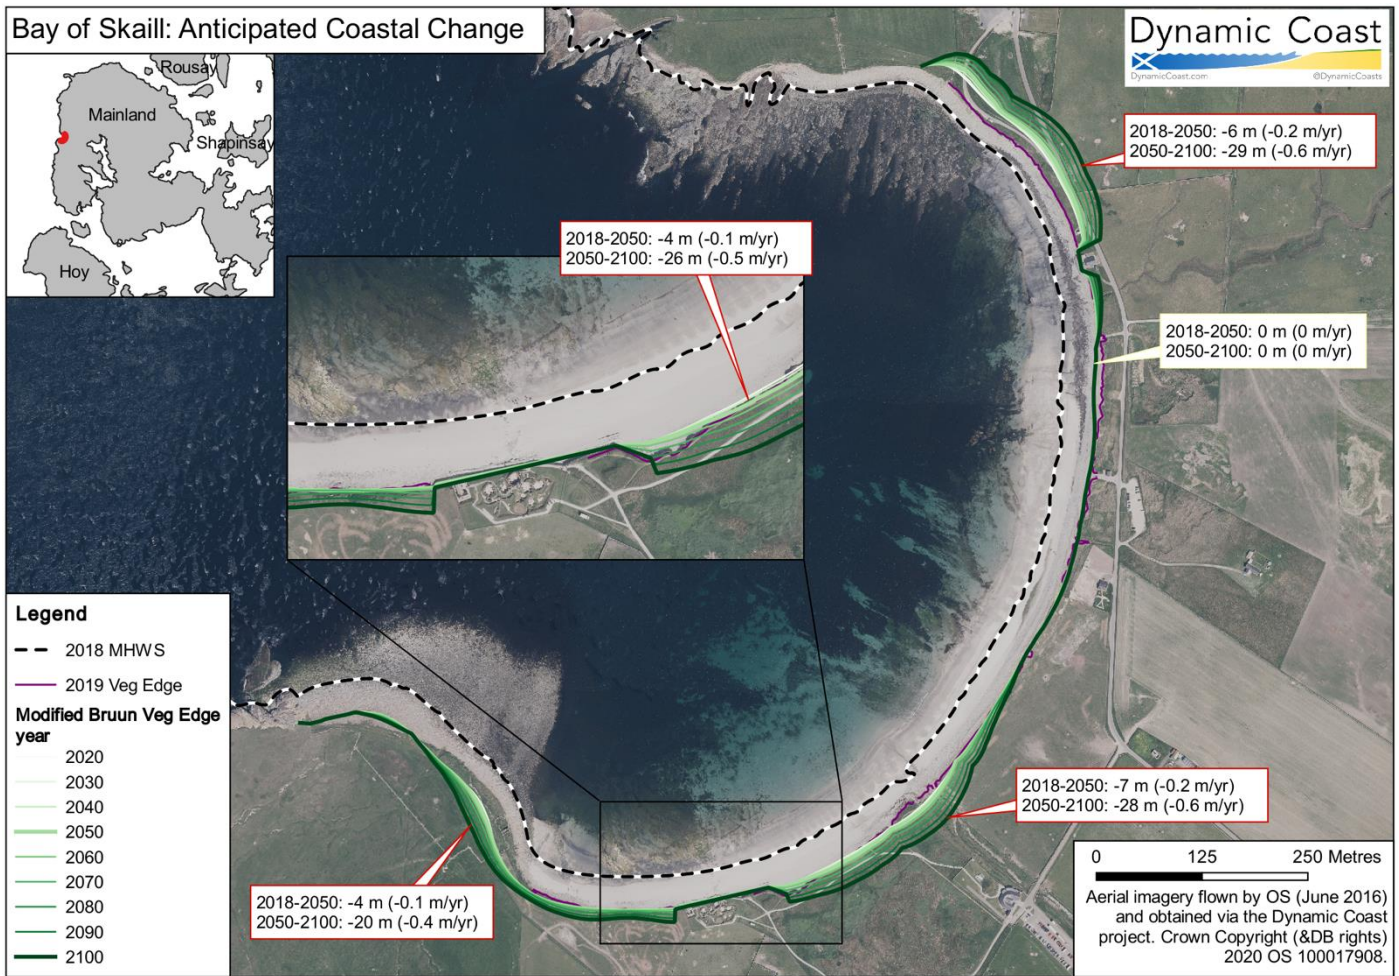 Bay of Skaill: Anticipated Coastal Change
Rousay
Mainland
Shapinsay
Hoy
Dynamic Coast
DynamicCoast.com
@DynamicCoasts
2018-2050: -6 m (-0.2 m/yr)
2050-2100: -29 m (-0.6 m/yr)
2018-2050: -4 m (-0.1 m/yr)
2050-2100: -26 m (-0.5 m/yr)
2018-2050: 0 m (0 m/yr)
2050-2100: 0 m (0 m/yr)
2018-2050: -7 m (-0.2 m/yr)
2050-2100: -28 m (-0.6 m/yr)
2018-2050: -4 m (-0.1 m/yr)
2050-2100: -20 m (-0.4 m/yr)
Legend
2018 MHWS
2019 Veg Edge
Modified Bruun Veg Edge
year
2020
2030
2040
2050
2060
2070
2080
2090
2100
0 125 250 Metres
Aerial imagery flown by OS (June 2016)
and obtained via the Dynamic Coast
project. Crown Copyright (&DB rights)
2020 OS 100017908.